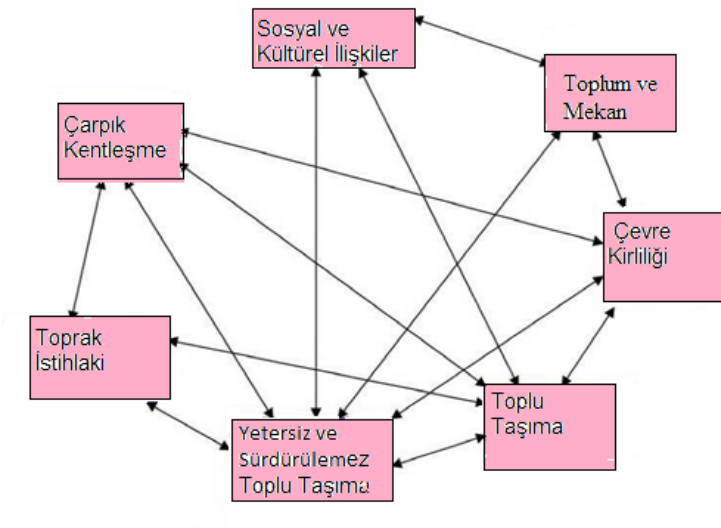 Sosyal ve
Kültürel İlişkiler
Toplum ve
Mekan
Çarpık
Kentleşme
Çevre
Kirliliği
Toprak
İstihlaki
Toplu
Taşıma
Yetersiz ve
Sürdürülemez
Toplu Taşıma